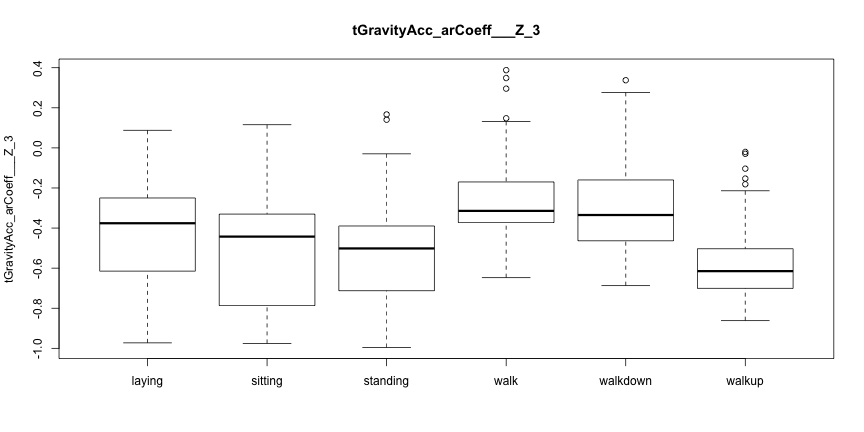 tGravityAcc_arCoeff___Z_3
tGravityAcc_arCoeff___Z_3
0.4
0.2
0.0
-0.2
-0.4
-0.6
-0.8
-1.0
laying sitting standing walk walkdown walkup